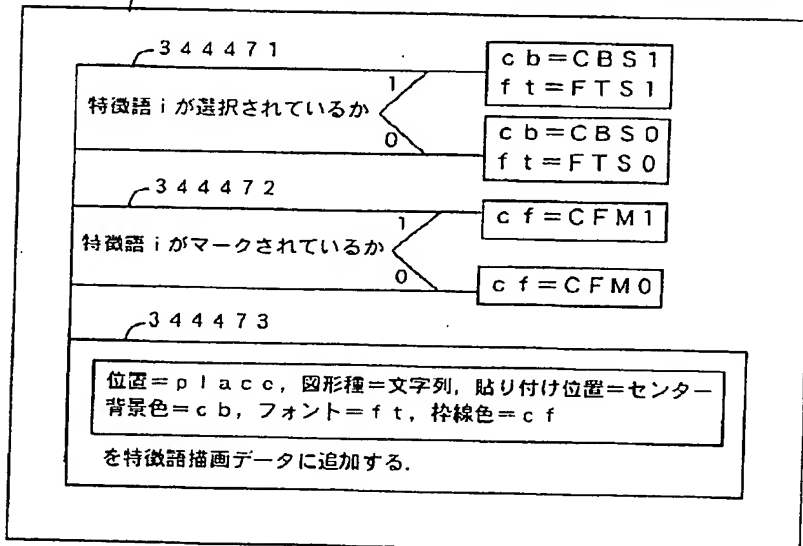 344471
特徴語iが選択されているか
1
cb=CBS1
ft=FTS1
0
cb=CBS0
ft=FTS0
344472
特徴語iがマークされているか
1
cf=CFM1
0
cf=CFM0
344473
位置=placc, 図形種=文字列, 貼り付け位置=センター
背景色=cb, フォント=ft, 枠線色=cf
を特徴語描画データに追加する.